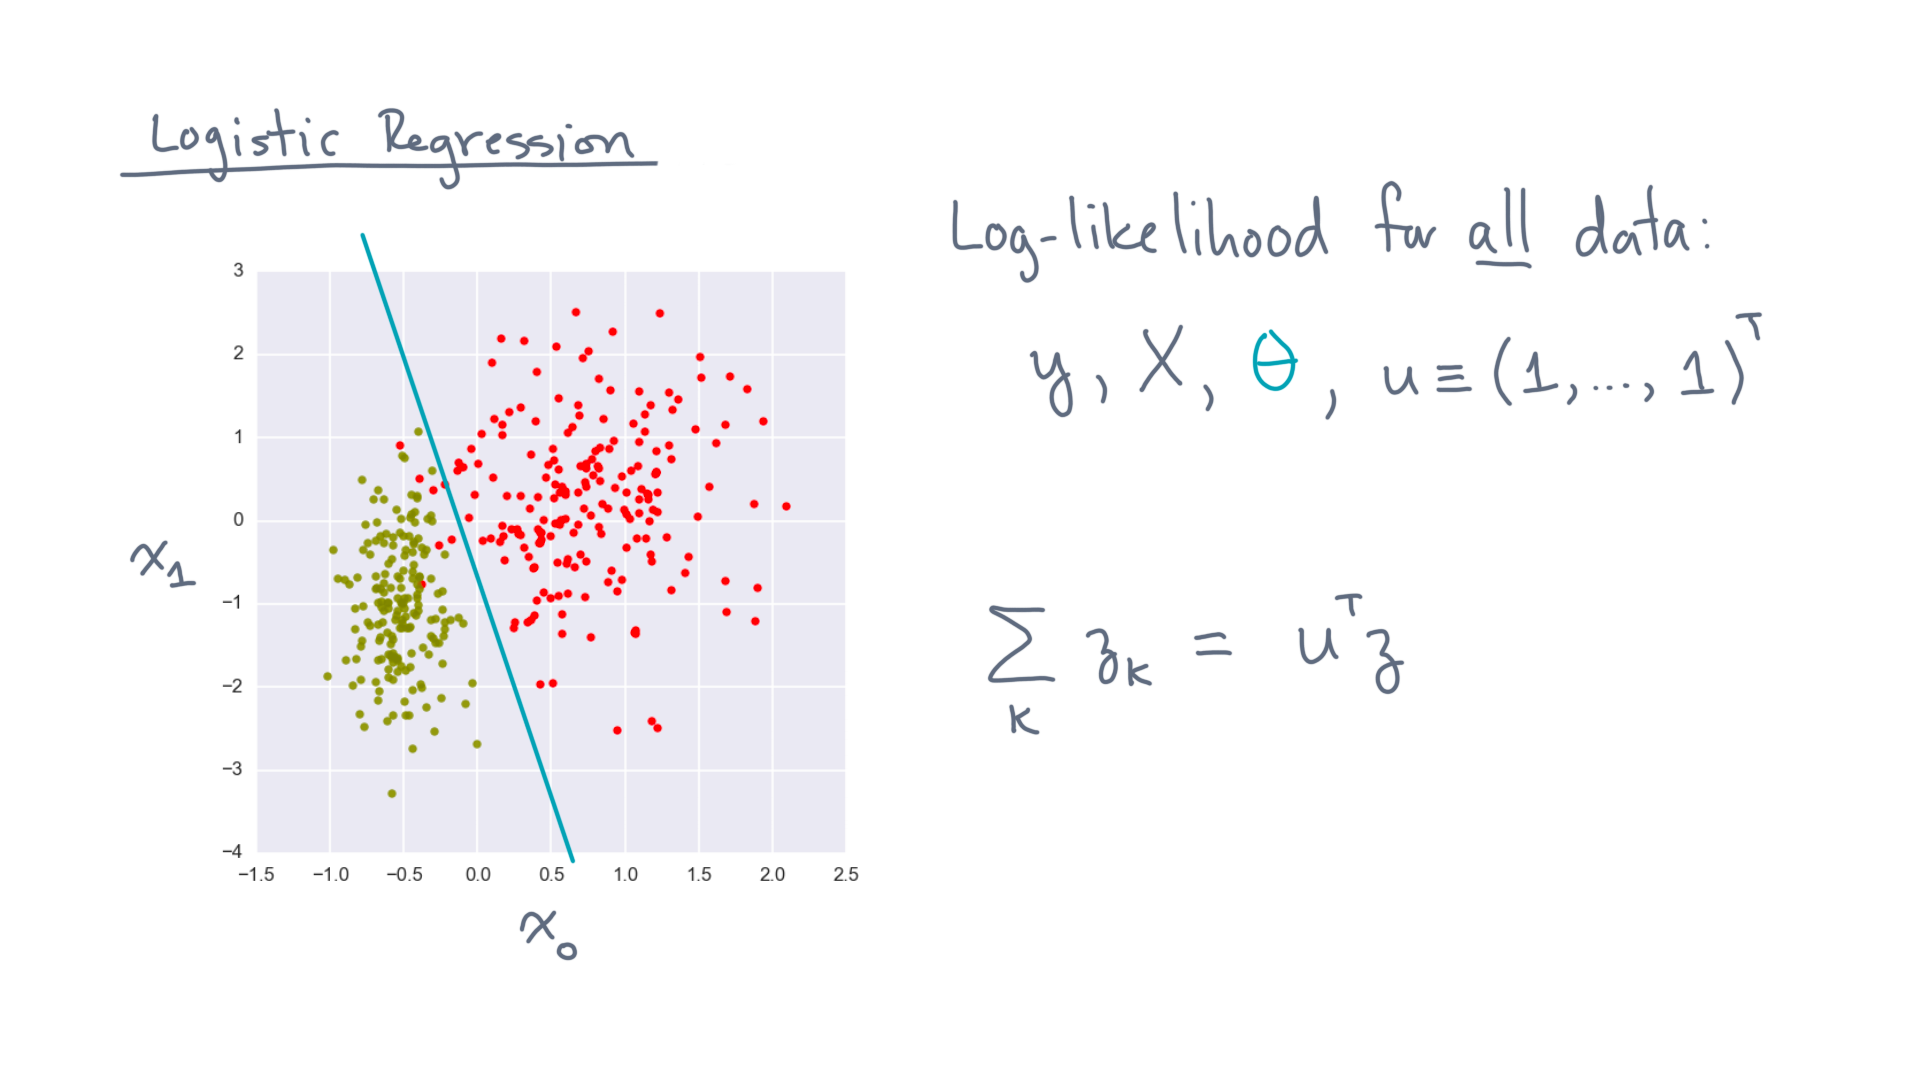 Logistic Regression
Log-likelihood for all data:
y, X, θ, u ≡ (1, ..., 1)ᵀ
3
2
1
0
−1
−2
−3
−4
x₁
−1.5 −1.0 −0.5 0.0 0.5 1.0 1.5 2.0 2.5
x₀
∑ zₖ = uᵀz
k